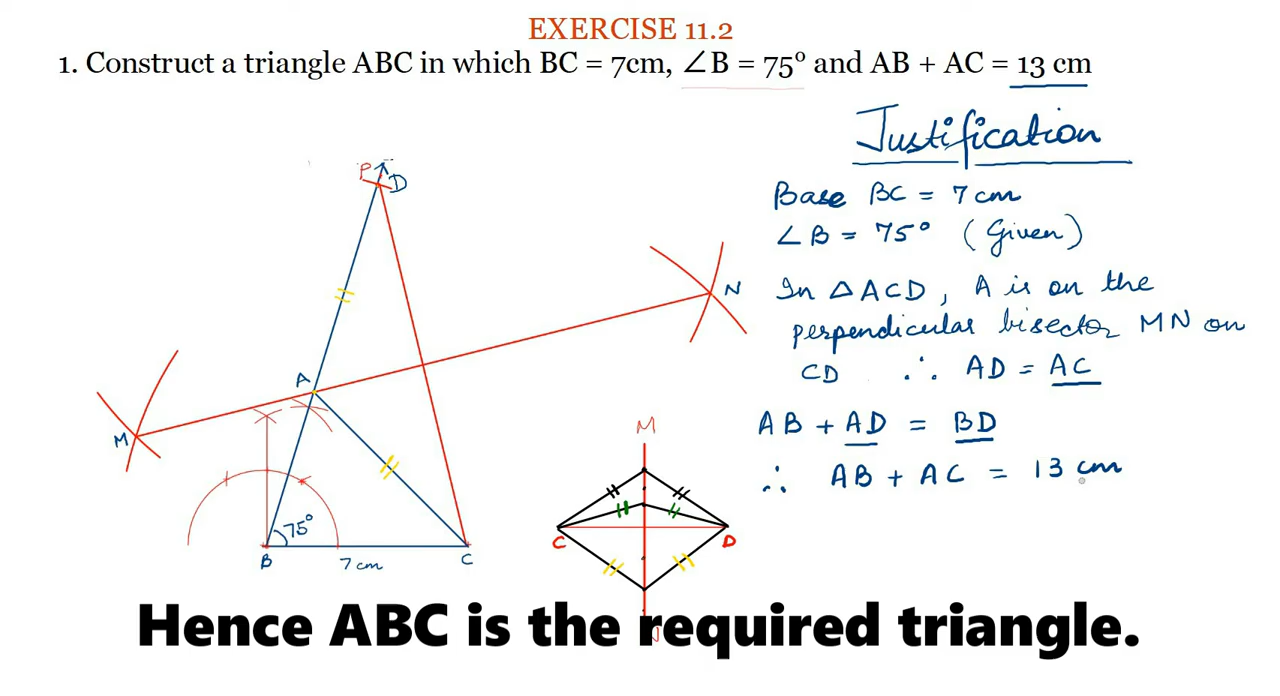 EXERCISE 11.2
1. Construct a triangle ABC in which BC = 7cm, ∠B = 75° and AB + AC = 13 cm
Justification
Base BC = 7 cm
∠B = 75° (Given)
In △ACD, A is on the
perpendicular bisector MN on
CD ∴ AD = AC
AB + AD = BD
∴ AB + AC = 13 cm
P
D
N
A
M
75°
B
7 cm
C
M
C
D
N
Hence ABC is the required triangle.